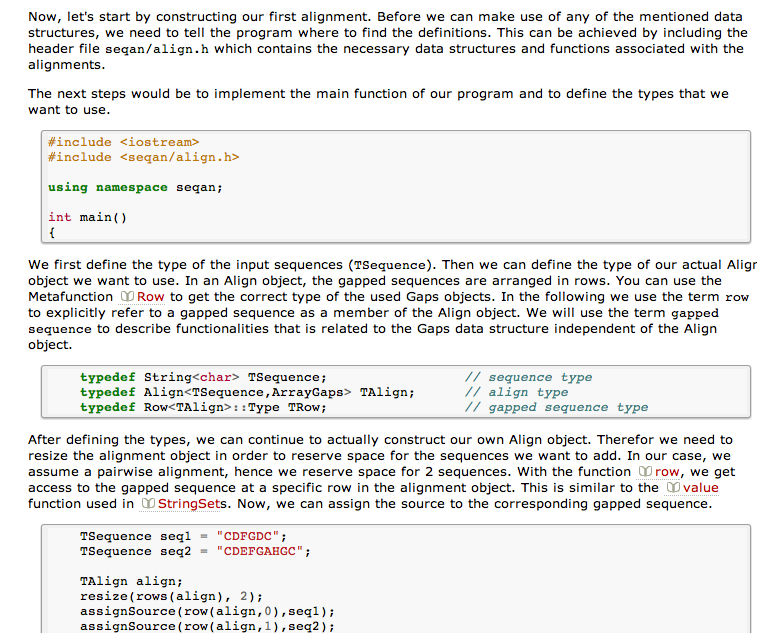 Now, let's start by constructing our first alignment. Before we can make use of any of the mentioned data
structures, we need to tell the program where to find the definitions. This can be achieved by including the
header file seqan/align.h which contains the necessary data structures and functions associated with the
alignments.
The next steps would be to implement the main function of our program and to define the types that we
want to use.
#include <iostream>
#include <seqan/align.h>
using namespace seqan;
int main()
{
We first define the type of the input sequences (TSequence). Then we can define the type of our actual Align
object we want to use. In an Align object, the gapped sequences are arranged in rows. You can use the
Metafunction Row to get the correct type of the used Gaps objects. In the following we use the term row
to explicitly refer to a gapped sequence as a member of the Align object. We will use the term gapped
sequence to describe functionalities that is related to the Gaps data structure independent of the Align
object.
typedef String<char> TSequence; // sequence type
typedef Align<TSequence,ArrayGaps> TAlign; // align type
typedef Row<TAlign>::Type TRow; // gapped sequence type
After defining the types, we can continue to actually construct our own Align object. Therefor we need to
resize the alignment object in order to reserve space for the sequences we want to add. In our case, we
assume a pairwise alignment, hence we reserve space for 2 sequences. With the function row, we get
access to the gapped sequence at a specific row in the alignment object. This is similar to the value
function used in StringSets. Now, we can assign the source to the corresponding gapped sequence.
TSequence seq1 = "CDFGDC";
TSequence seq2 = "CDEFGAHGC";
TAlign align;
resize(rows(align), 2);
assignSource(row(align,0),seq1);
assignSource(row(align,1),seq2);